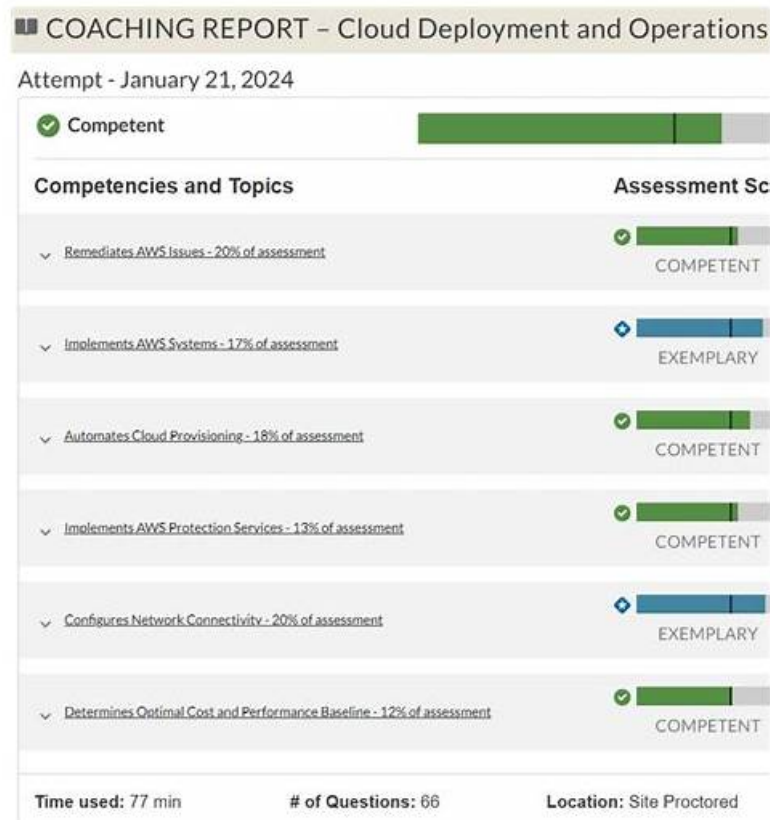 COACHING REPORT – Cloud Deployment and Operations
Attempt - January 21, 2024
Competent
Competencies and Topics
Assessment Sc
Remediates AWS Issues - 20% of assessment
COMPETENT
Implements AWS Systems - 17% of assessment
EXEMPLARY
Automates Cloud Provisioning - 18% of assessment
COMPETENT
Implements AWS Protection Services - 13% of assessment
COMPETENT
Configures Network Connectivity - 20% of assessment
EXEMPLARY
Determines Optimal Cost and Performance Baseline - 12% of assessment
COMPETENT
Time used: 77 min # of Questions: 66 Location: Site Proctored